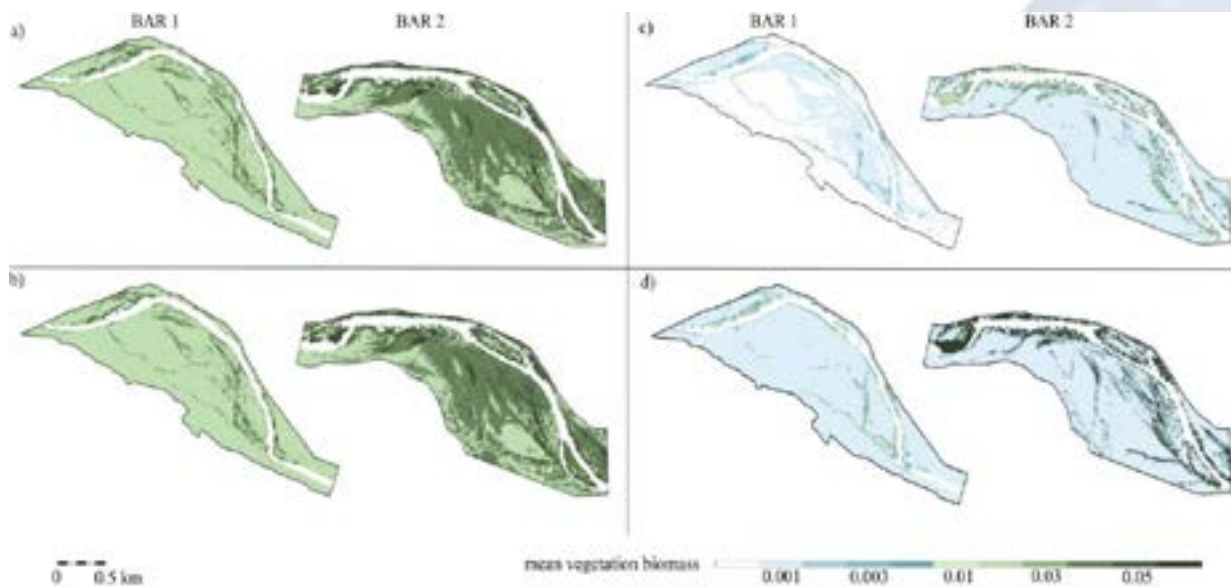 BAR 1 BAR 2
a)
b)
BAR 1 BAR 2
c)
d)
0 0.5 km
mean vegetation biomass
0.001 0.003 0.01 0.03 0.05